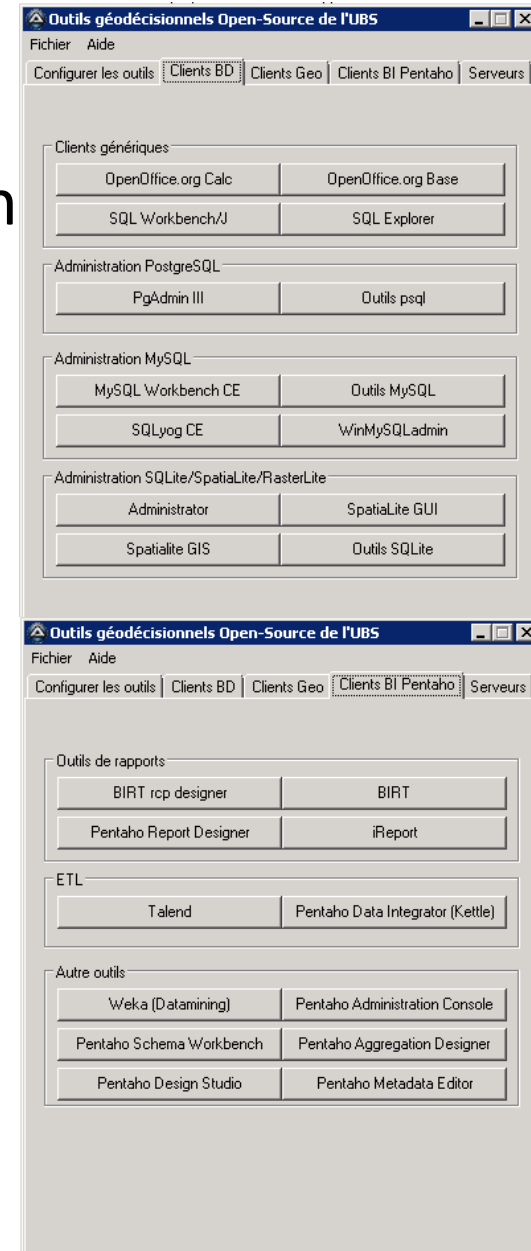 Outils géodécisionnels Open-Source de l'UBS
Fichier Aide
Configurer les outils Clients BD Clients Geo Clients BI Pentaho Serveurs
n
Clients génériques
OpenOffice.org Calc OpenOffice.org Base
SQL Workbench/J SQL Explorer
Administration PostgreSQL
PgAdmin III Outils psql
Administration MySQL
MySQL Workbench CE Outils MySQL
SQLyog CE WinMySQLadmin
Administration SQLite/SpatiaLite/RasterLite
Administrator SpatiaLite GUI
Spatialite GIS Outils SQLite
Outils géodécisionnels Open-Source de l'UBS
Fichier Aide
Configurer les outils Clients BD Clients Geo Clients BI Pentaho Serveurs
Outils de rapports
BIRT rcp designer BIRT
Pentaho Report Designer iReport
ETL
Talend Pentaho Data Integrator (Kettle)
Autre outils
Weka (Datamining) Pentaho Administration Console
Pentaho Schema Workbench Pentaho Aggregation Designer
Pentaho Design Studio Pentaho Metadata Editor